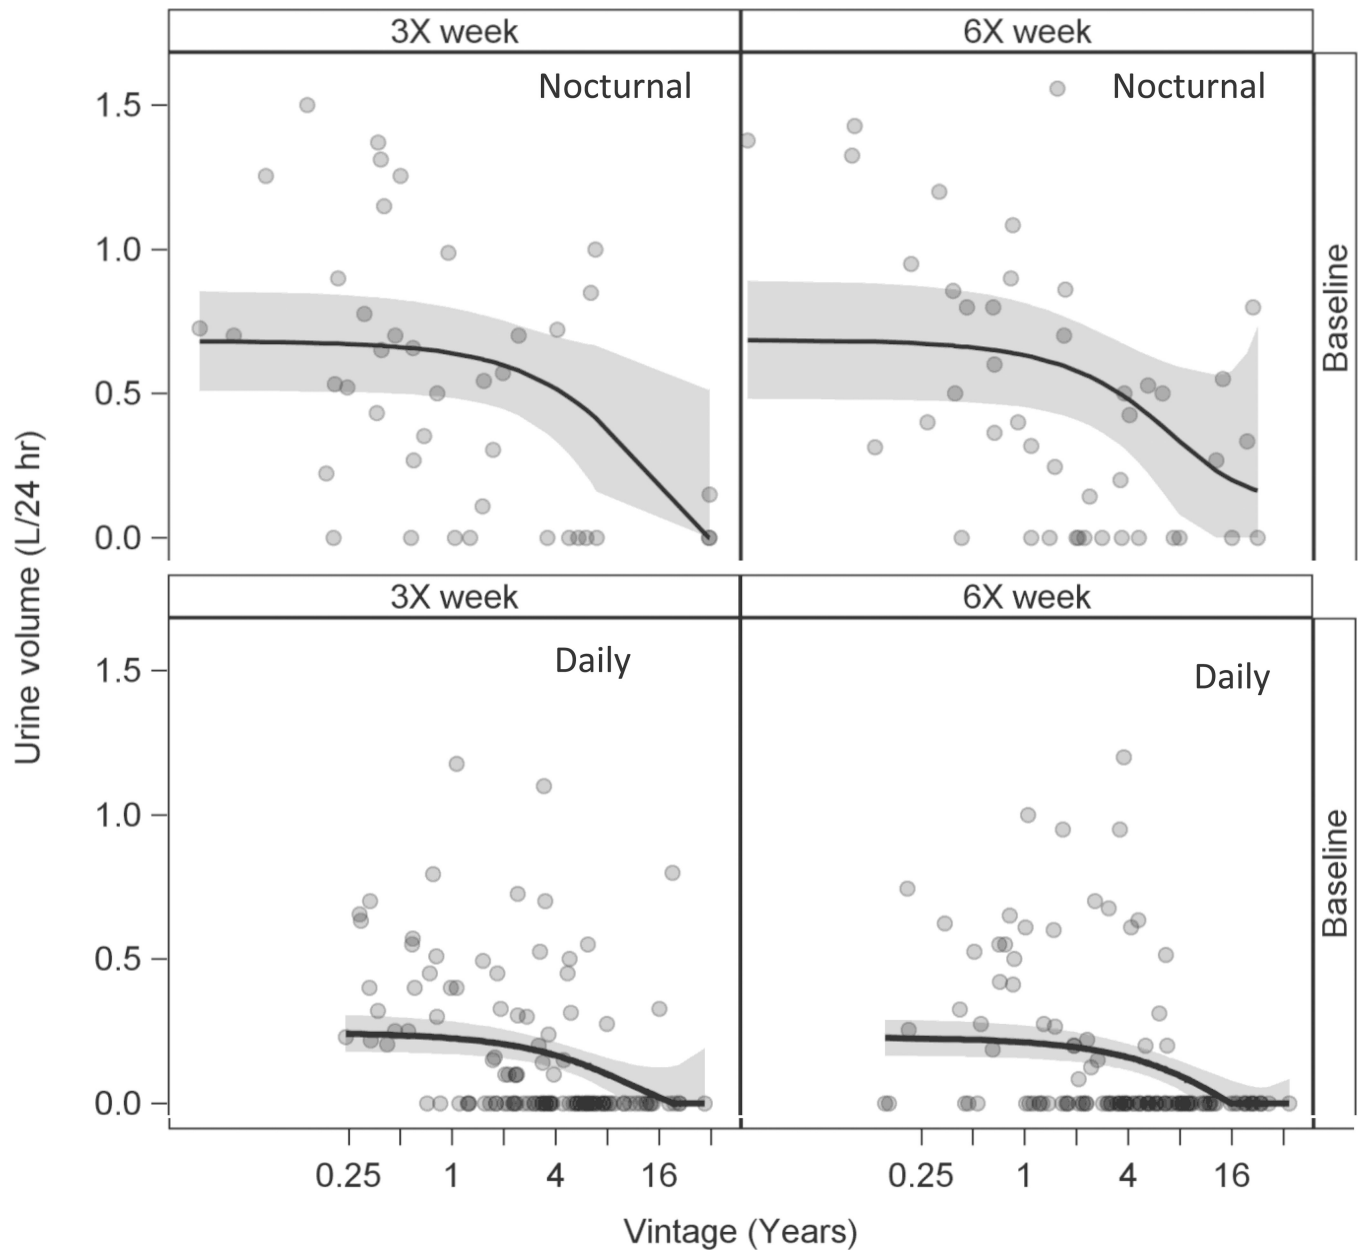 3X week
6X week
Nocturnal
Nocturnal
1.5
1.0
0.5
0.0
Baseline
3X week
6X week
Daily
Daily
1.5
1.0
0.5
0.0
Baseline
Urine volume (L/24 hr)
0.25 1 4 16
0.25 1 4 16
Vintage (Years)